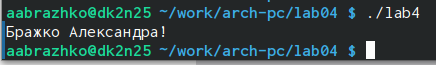 aabrazhko@dk2n25 ~/work/arch-pc/lab04 $ ./lab4
Бражко Александра!
aabrazhko@dk2n25 ~/work/arch-pc/lab04 $